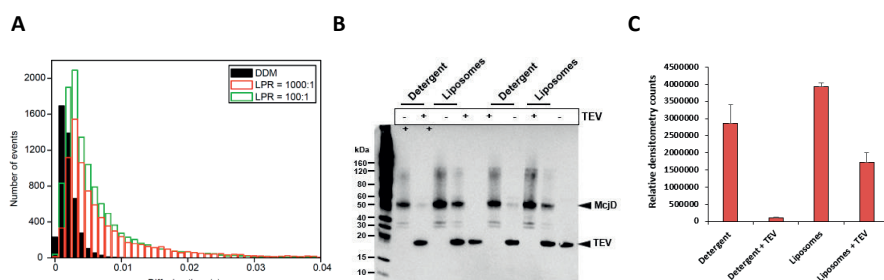 A
B
C
Number of events
2000
1600
1200
800
400
0
DDM
LPR = 1000:1
LPR = 100:1
0 0.01 0.02 0.03 0.04
Detergent Liposomes Detergent Liposomes
- + - + + - + - TEV
+ +
kDa
160
120
80
60
50
40
30
20
15
10
McjD
TEV
Relative densitometry counts
4500000
4000000
3500000
3000000
2500000
2000000
1500000
1000000
500000
0
Detergent
Detergent + TEV
Liposomes
Liposomes + TEV